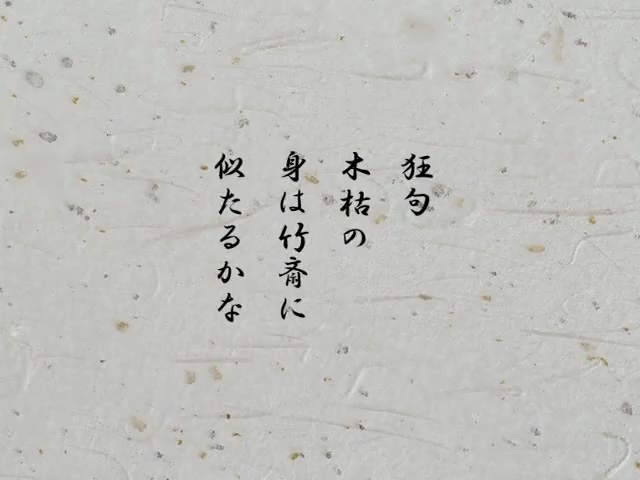 狂句
木枯の
身は竹斎に
似たるかな